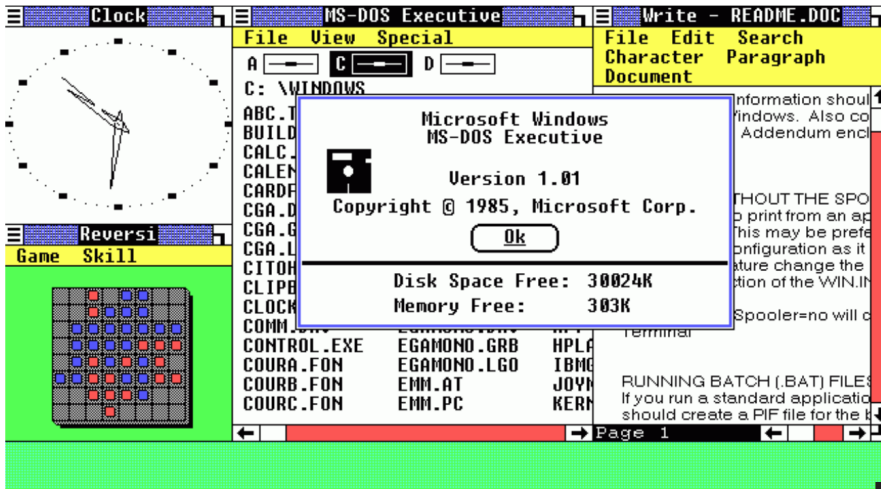 Clock
MS-DOS Executive
File View Special
A C D
C: \WINDOWS
ABC.T
BUILD
CALC.
CALEN
CARDF
CGA.D
CGA.G
CGA.L
CITOH
CLIPB
CLOCK
COMM.
CONTROL.EXE EGAMONO.GRB HPLA
COURA.FON EGAMONO.LGO IBMG
COURB.FON EMM.AT JOYM
COURC.FON EMM.PC KERN
Microsoft Windows
MS-DOS Executive
Version 1.01
Copyright © 1985, Microsoft Corp.
Ok
Disk Space Free: 30024K
Memory Free: 303K
Write - README.DOC
File Edit Search
Character Paragraph
Document
nformation shoul
Windows. Also co
Addendum encl
THOUT THE SPO
o print from an ap
This may be prefe
onfiguration as it
ature change the
ction of the WIN.IN
Spooler=no will c
Terminal
RUNNING BATCH (.BAT) FILES
If you run a standard applicatio
should create a PIF file for the b
Page 1
Reversi
Game Skill